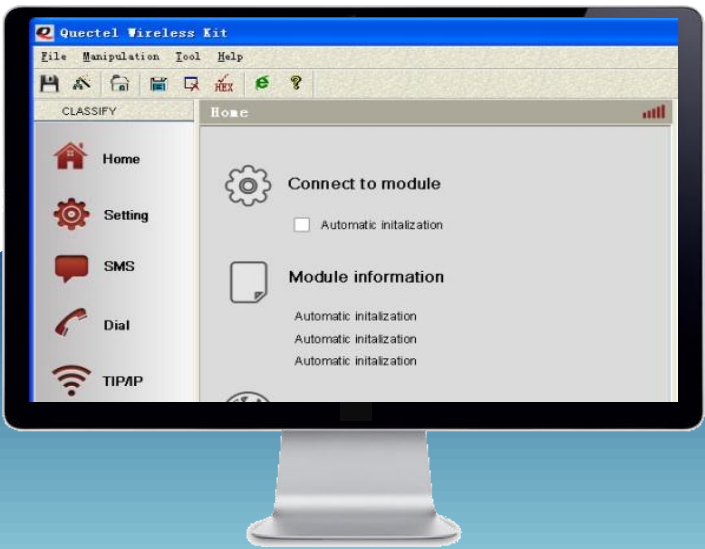 Quectel Wireless Kit
File Manipulation Tool Help
HEX
CLASSIFY
Home
Home
Setting
SMS
Dial
TIP/IP
Connect to module
Automatic initalization
Module information
Automatic initalization
Automatic initalization
Automatic initalization